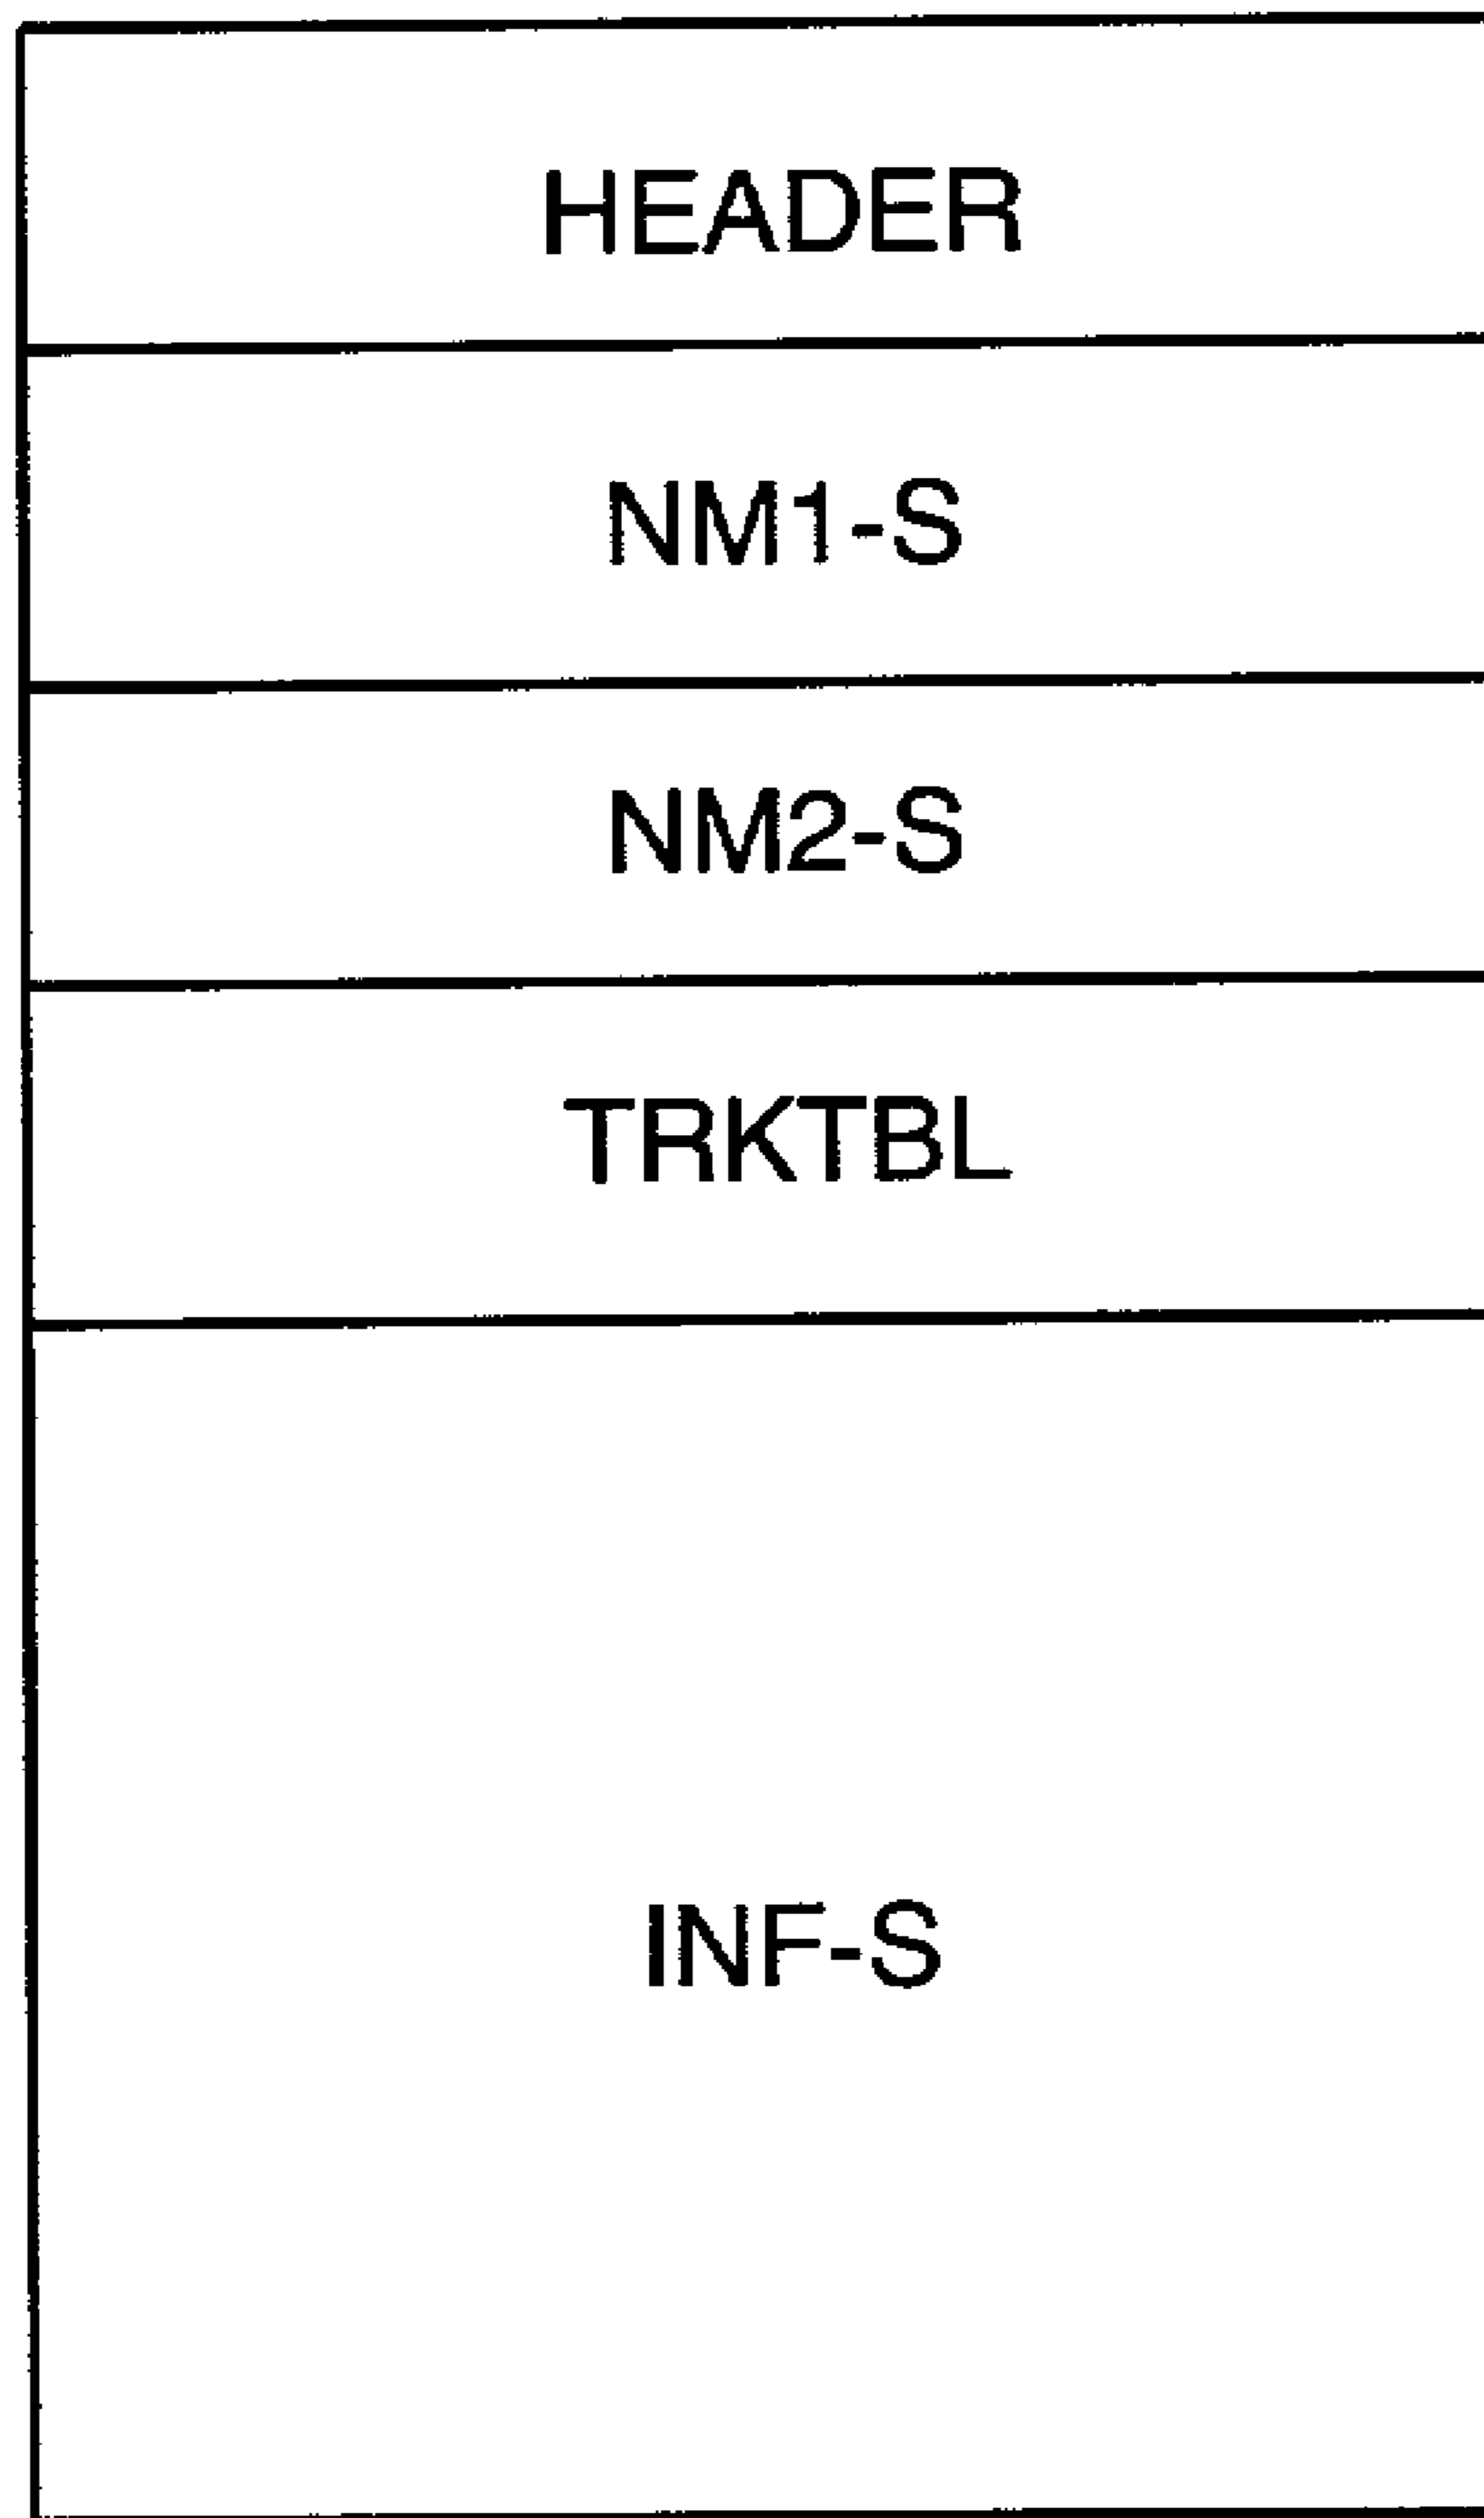 HEADER
NM1-S
NM2-S
TRKTBL
INF-S